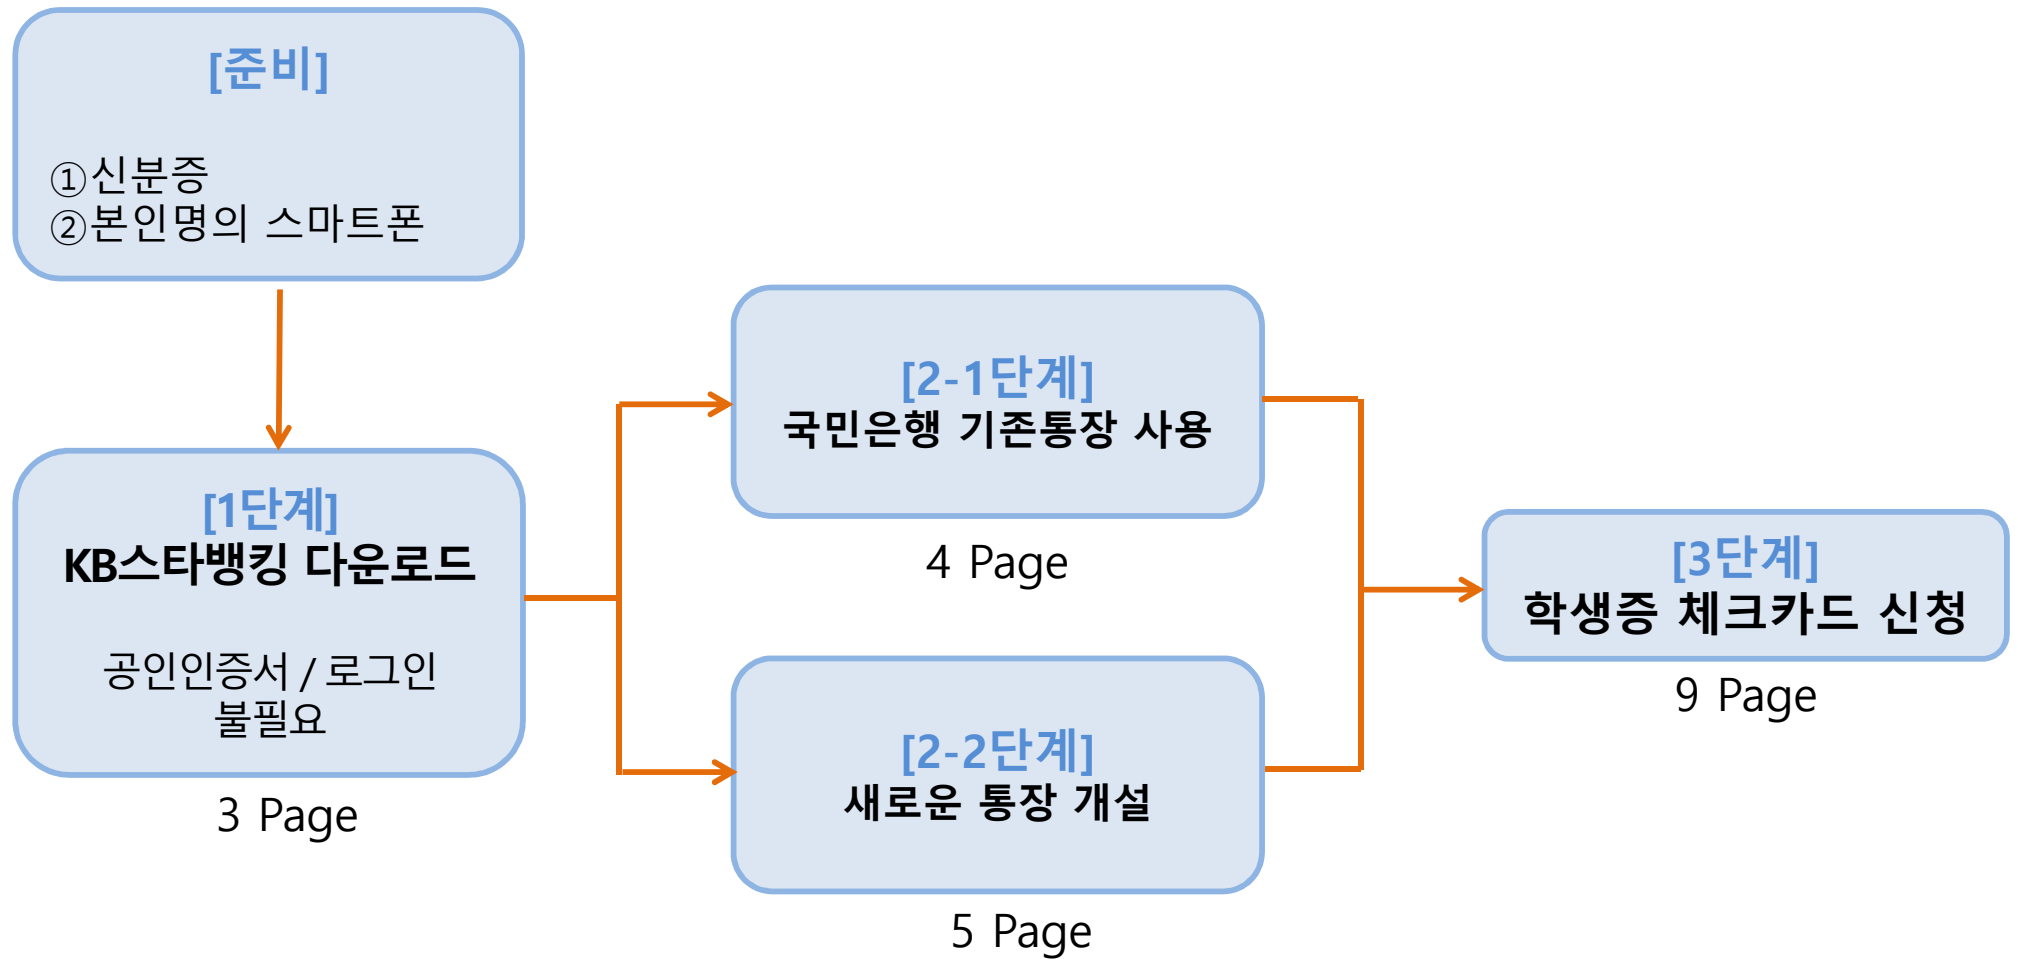 [준비]
①신분증
②본인명의 스마트폰
[1단계]
KB스타뱅킹 다운로드
공인인증서 / 로그인
불필요
3 Page
[2-1단계]
국민은행 기존통장 사용
4 Page
[2-2단계]
새로운 통장 개설
5 Page
[3단계]
학생증 체크카드 신청
9 Page